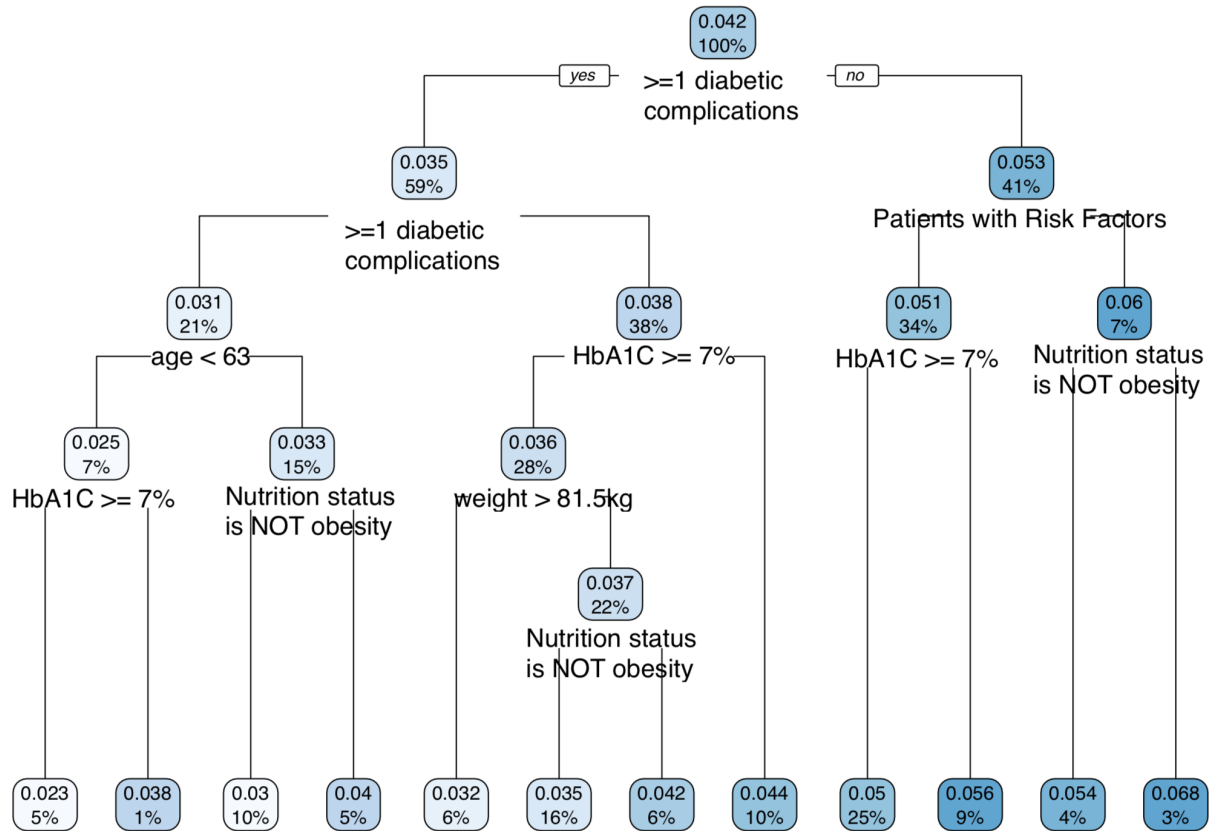 0.042
100%
yes
no
>=1 diabetic
complications
0.035
59%
0.053
41%
>=1 diabetic
complications
Patients with Risk Factors
0.031
21%
0.038
38%
0.051
34%
0.06
7%
age < 63
HbA1C >= 7%
HbA1C >= 7%
Nutrition status
is NOT obesity
0.025
7%
0.033
15%
0.036
28%
HbA1C >= 7%
Nutrition status
is NOT obesity
weight > 81.5kg
0.037
22%
Nutrition status
is NOT obesity
0.023
5%
0.038
1%
0.03
10%
0.04
5%
0.032
6%
0.035
16%
0.042
6%
0.044
10%
0.05
25%
0.056
9%
0.054
4%
0.068
3%